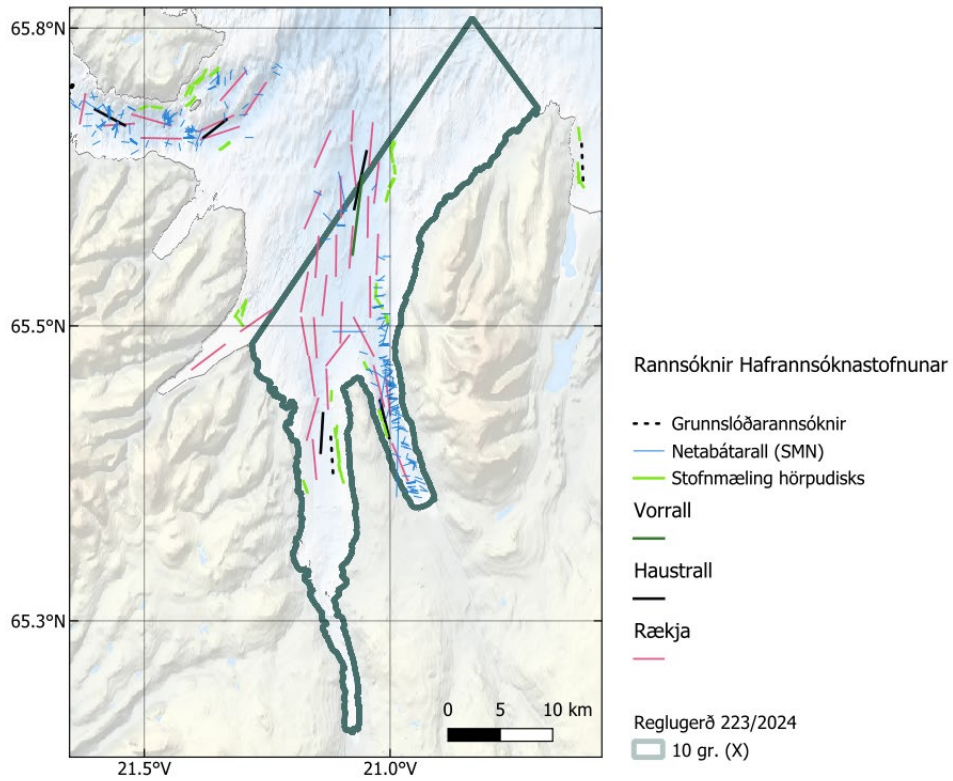 65.8°N
65.5°N
65.3°N
21.5°V
21.0°V
0 5 10 km
Rannsóknir Hafrannsóknastofnunar
Grunnslóðarannsóknir
Netabátarall (SMN)
Stofnmæling hörpudisks
Vorrall
Haustrall
Rækja
Reglugerð 223/2024
10 gr. (X)